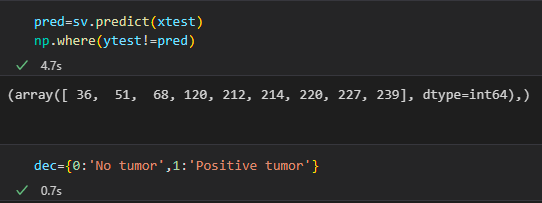 pred=sv.predict(xtest)
np.where(ytest!=pred)
✓ 4.7s
(array([ 36,  51,  68, 120, 212, 214, 220, 227, 239], dtype=int64),)
dec={0:'No tumor',1:'Positive tumor'}
✓ 0.7s